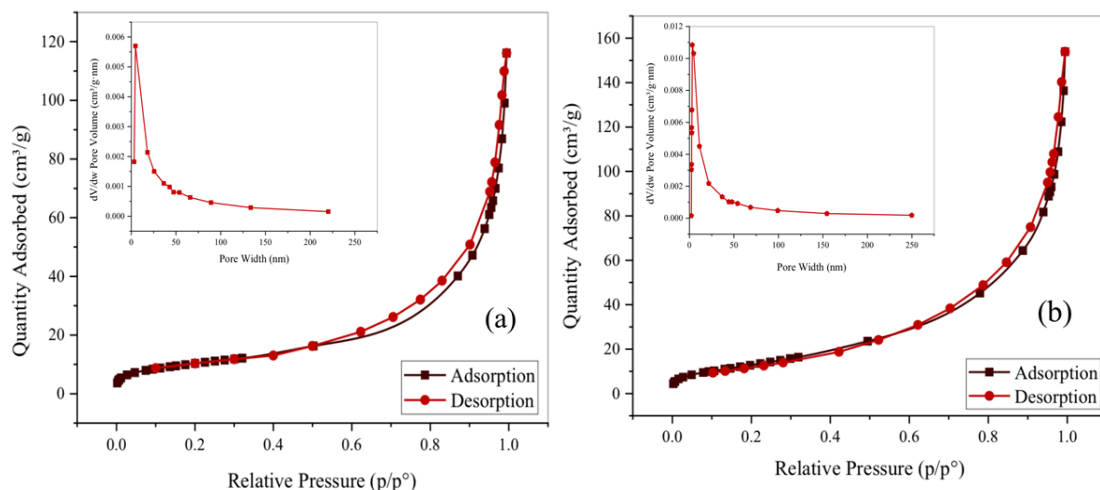 120
100
80
60
40
20
0
0.0 0.2 0.4 0.6 0.8 1.0
Quantity Adsorbed (cm³/g)
Relative Pressure (p/p°)
0.006
0.005
0.004
0.003
0.002
0.001
0.000
0 50 100 150 200 250
dV/dw Pore Volume (cm³/g·nm)
Pore Width (nm)
(a)
Adsorption
Desorption
160
140
120
100
80
60
40
20
0
0.0 0.2 0.4 0.6 0.8 1.0
Quantity Adsorbed (cm³/g)
Relative Pressure (p/p°)
0.012
0.010
0.008
0.006
0.004
0.002
0.000
0 50 100 150 200 250
dV/dw Pore Volume (cm³/g·nm)
Pore Width (nm)
(b)
Adsorption
Desorption